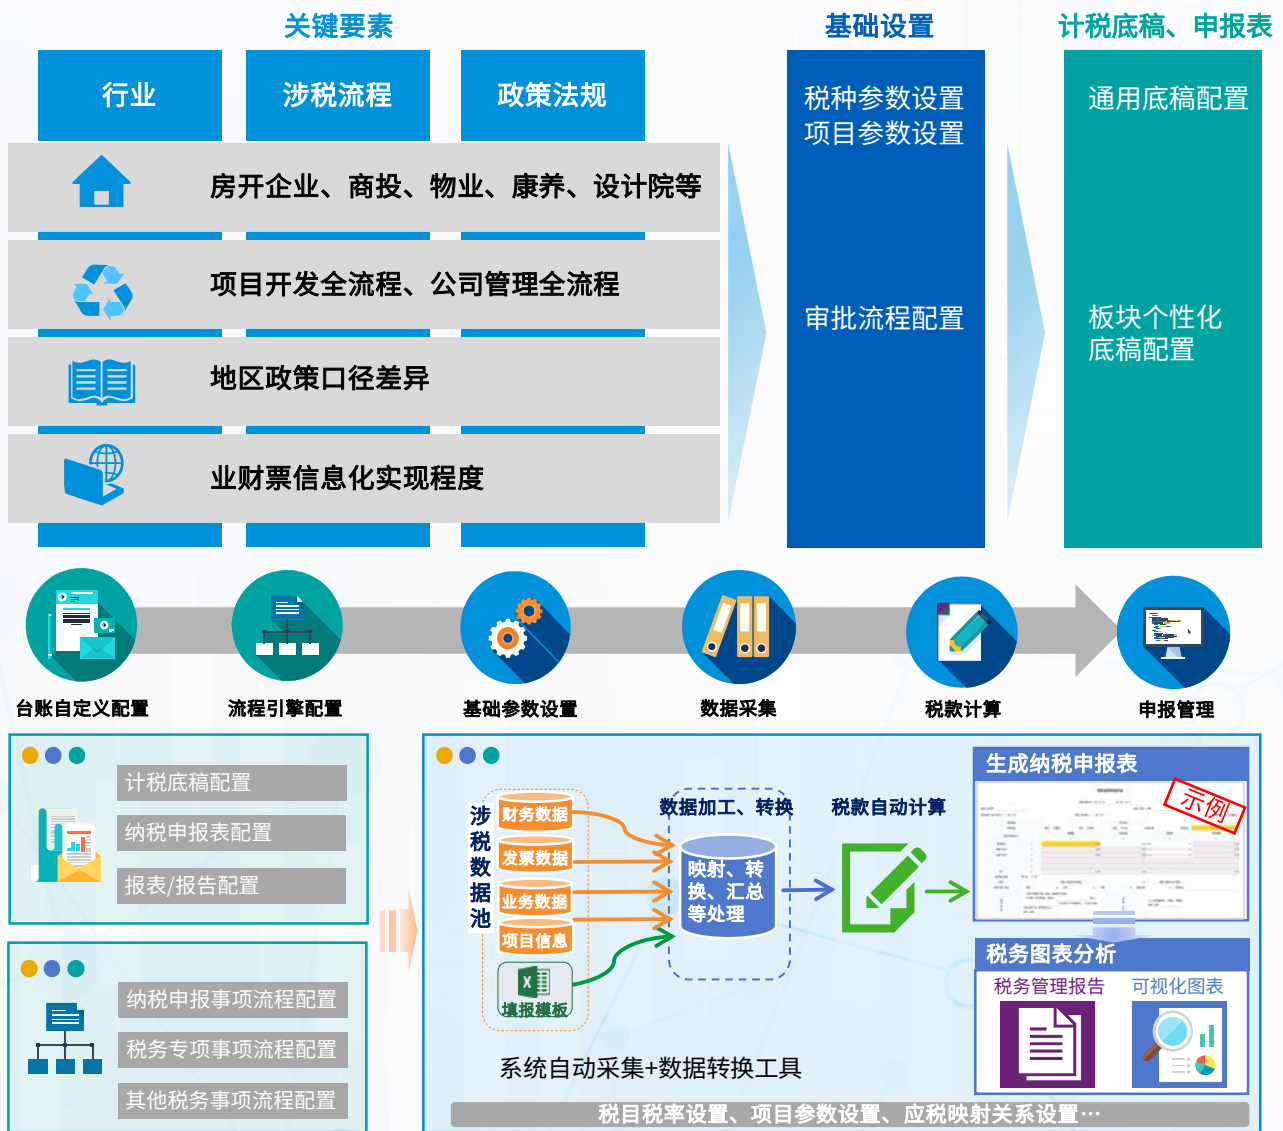 关键要素
基础设置
计税底稿、申报表
行业
涉税流程
政策法规
房开企业、商投、物业、康养、设计院等
项目开发全流程、公司管理全流程
地区政策口径差异
业财票信息化实现程度
税种参数设置
项目参数设置
审批流程配置
通用底稿配置
板块个性化
底稿配置
台账自定义配置
流程引擎配置
基础参数设置
数据采集
税款计算
申报管理
计税底稿配置
纳税申报表配置
报表/报告配置
纳税申报事项流程配置
税务专项事项流程配置
其他税务事项流程配置
涉税数据池
财务数据
发票数据
业务数据
项目信息
X
填报模板
数据加工、转换
映射、转
换、汇总
等处理
税款自动计算
生成纳税申报表
示例
税务图表分析
税务管理报告
可视化图表
系统自动采集+数据转换工具
税目税率设置、项目参数设置、应税映射关系设置…